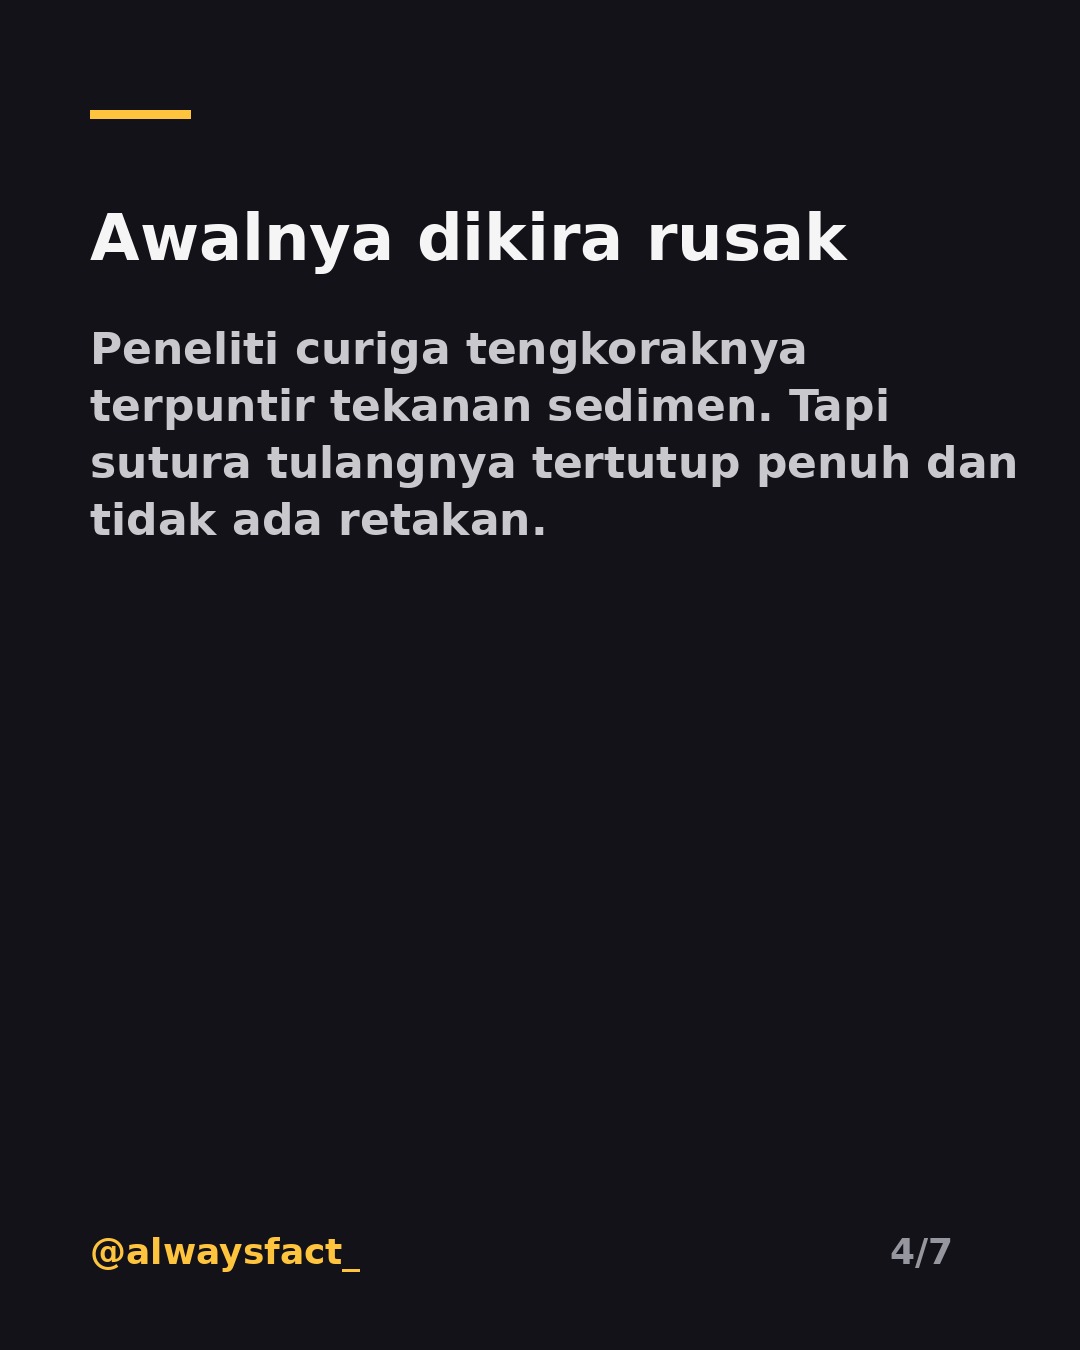 Awalnya dikira rusak
Peneliti curiga tengkoraknya
terpuntir tekanan sedimen. Tapi
sutura tulangnya tertutup penuh dan
tidak ada retakan.
@alwaysfact_
4/7